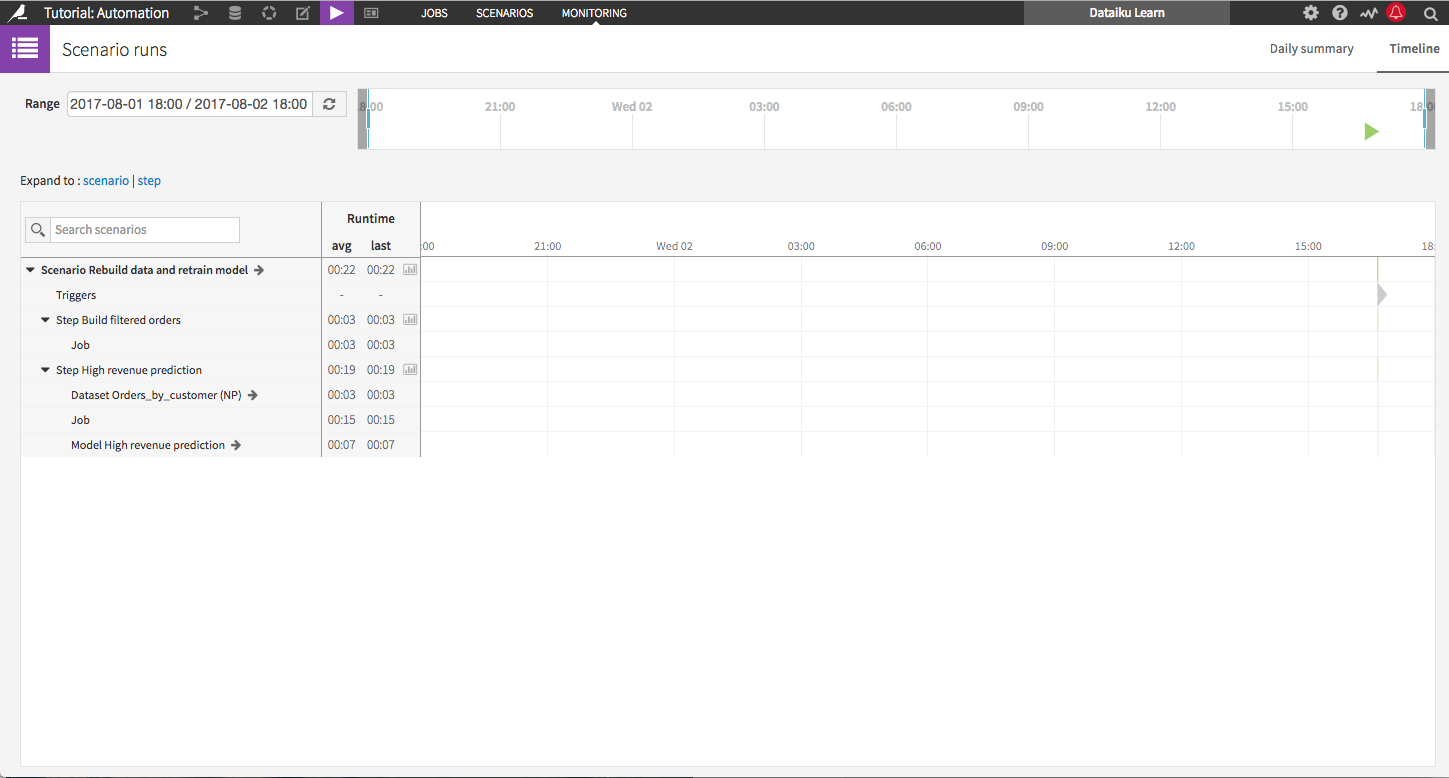 Tutorial: Automation JOBS SCENARIOS MONITORING Dataiku Learn
Scenario runs Daily summary Timeline
Range 2017-08-01 18:00 / 2017-08-02 18:00 8:00 21:00 Wed 02 03:00 06:00 09:00 12:00 15:00 18:0
Expand to : scenario | step
Runtime
Search scenarios
avg last :00 21:00 Wed 02 03:00 06:00 09:00 12:00 15:00 18:
Scenario Rebuild data and retrain model 00:22 00:22
Triggers - -
Step Build filtered orders 00:03 00:03
Job 00:03 00:03
Step High revenue prediction 00:19 00:19
Dataset Orders_by_customer (NP) 00:03 00:03
Job 00:15 00:15
Model High revenue prediction 00:07 00:07